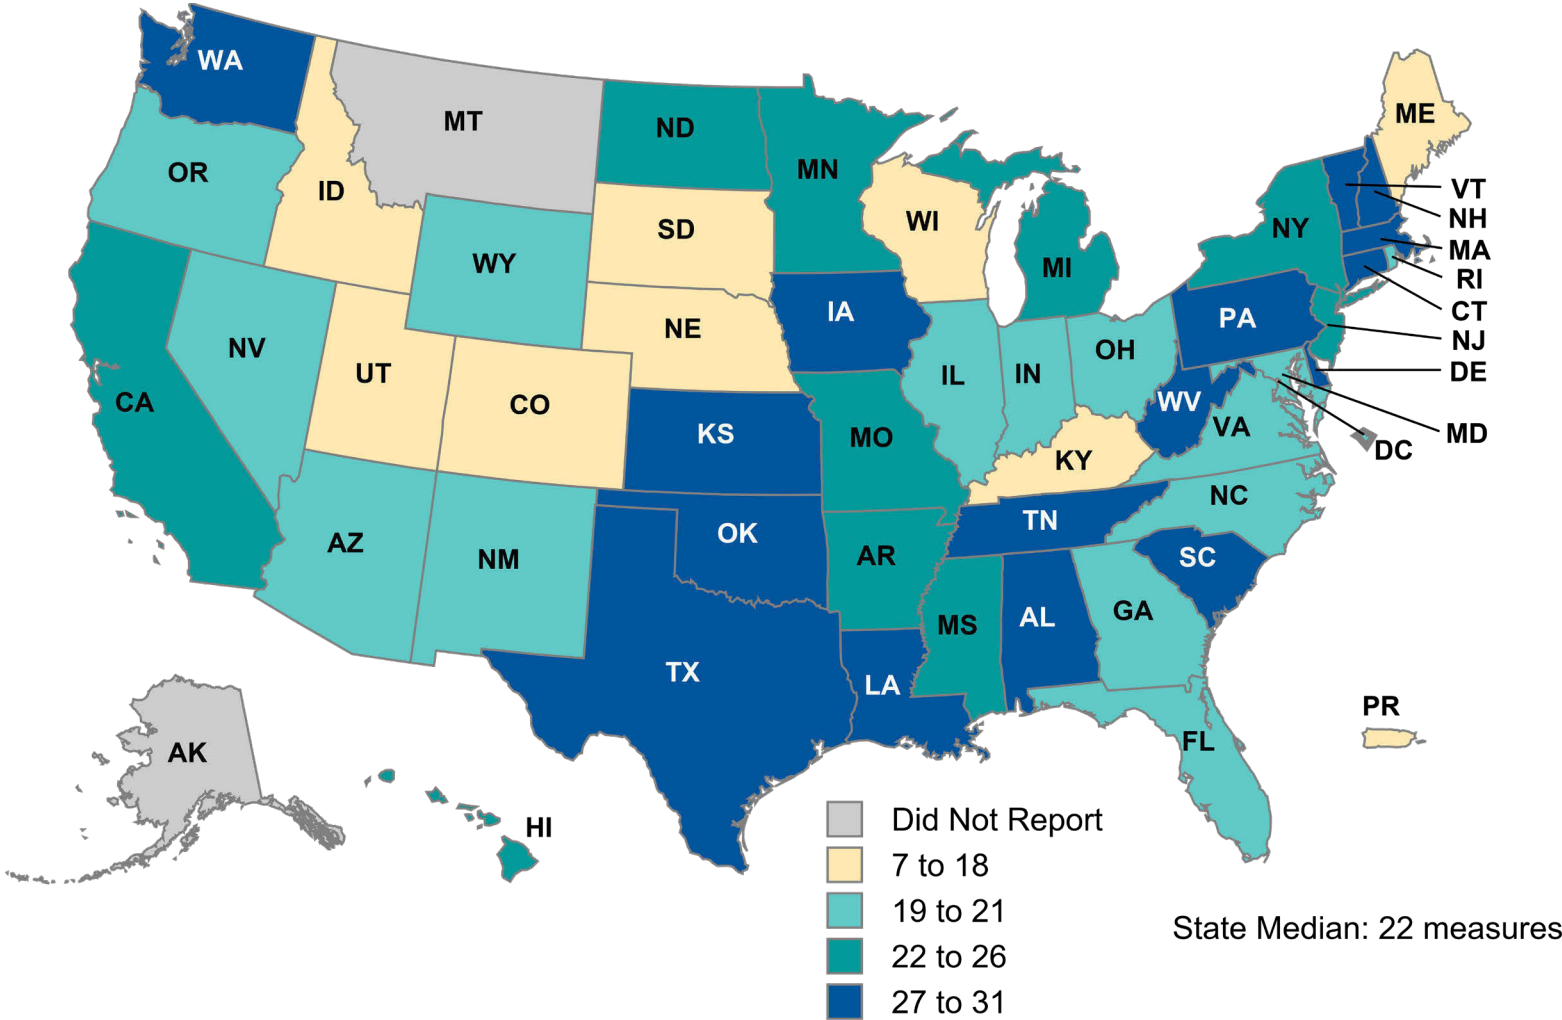 WA
MT
ND
MN
ME
OR
ID
SD
WI
MI
NY
VT
NH
MA
RI
CT
NJ
DE
MD
DC
WY
NE
IA
PA
NV
UT
CO
IL
IN
OH
WV
VA
CA
KS
MO
KY
NC
AZ
NM
OK
AR
TN
SC
MS
AL
GA
TX
LA
FL
PR
AK
HI
Did Not Report
7 to 18
19 to 21
22 to 26
27 to 31
State Median: 22 measures